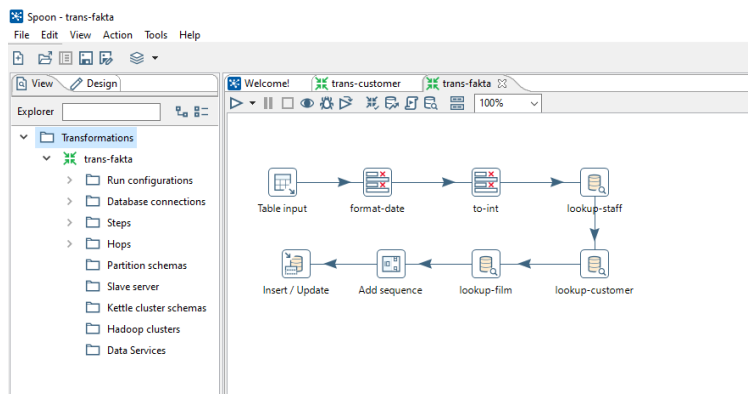 Spoon - trans-fakta
File Edit View Action Tools Help
View Design
Explorer
Transformations
trans-fakta
Run configurations
Database connections
Steps
Hops
Partition schemas
Slave server
Kettle cluster schemas
Hadoop clusters
Data Services
Welcome! trans-customer trans-fakta
100%
Table input format-date to-int lookup-staff
Insert / Update Add sequence lookup-film lookup-customer